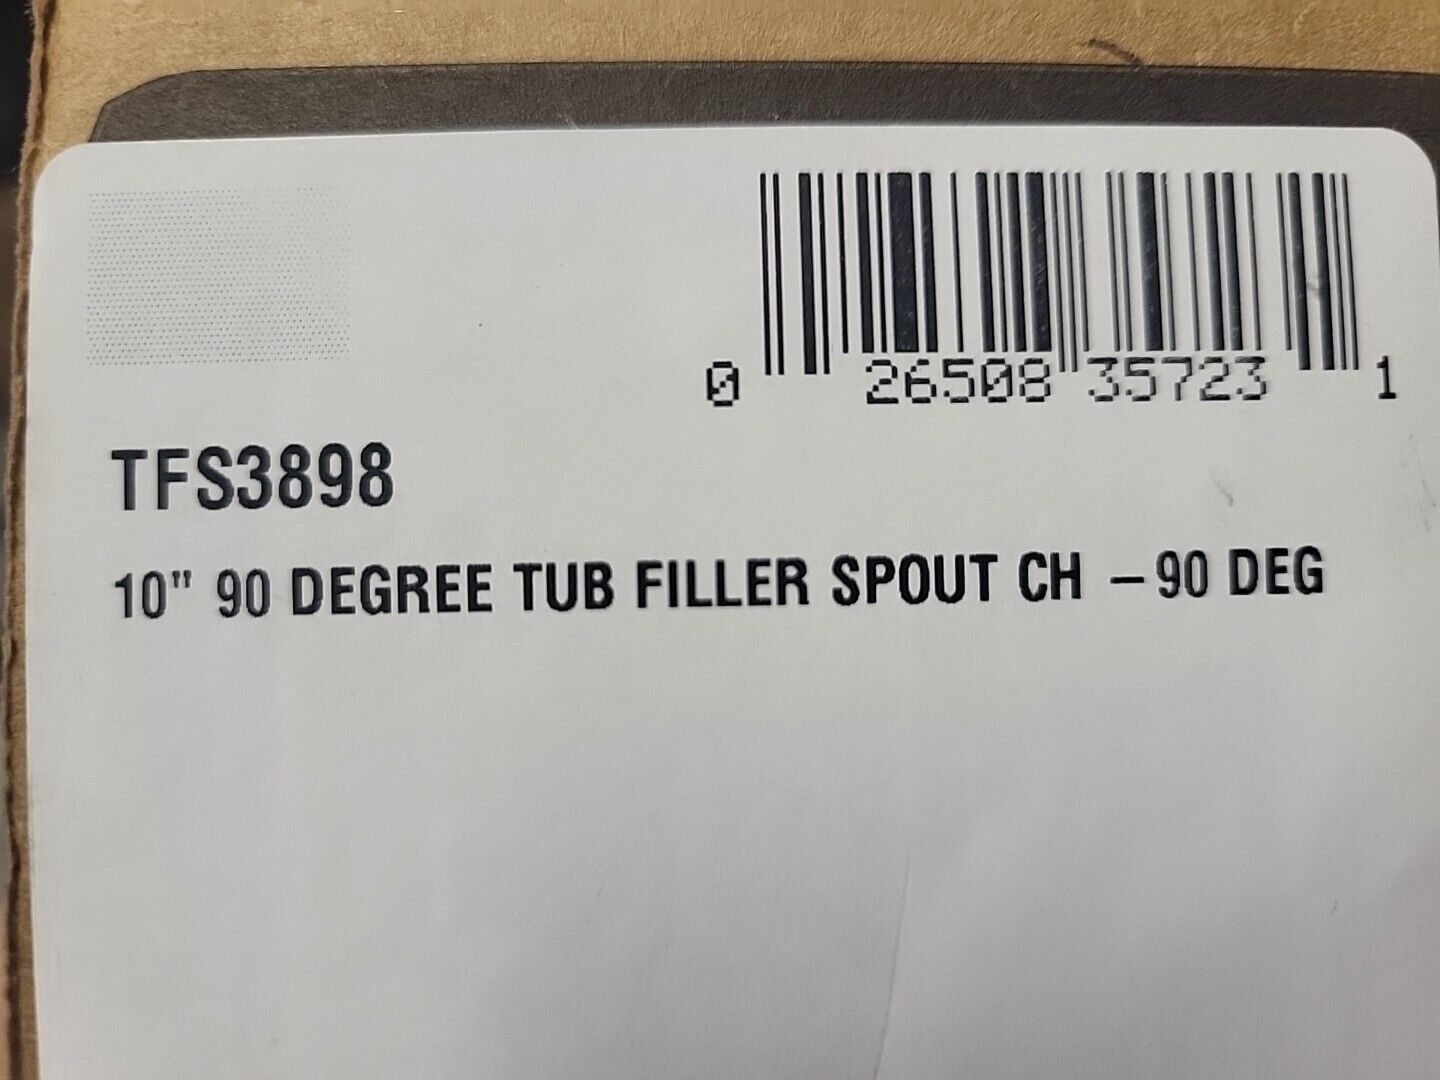 0 26508 35723 1
TFS3898
10" 90 DEGREE TUB FILLER SPOUT CH –90 DEG